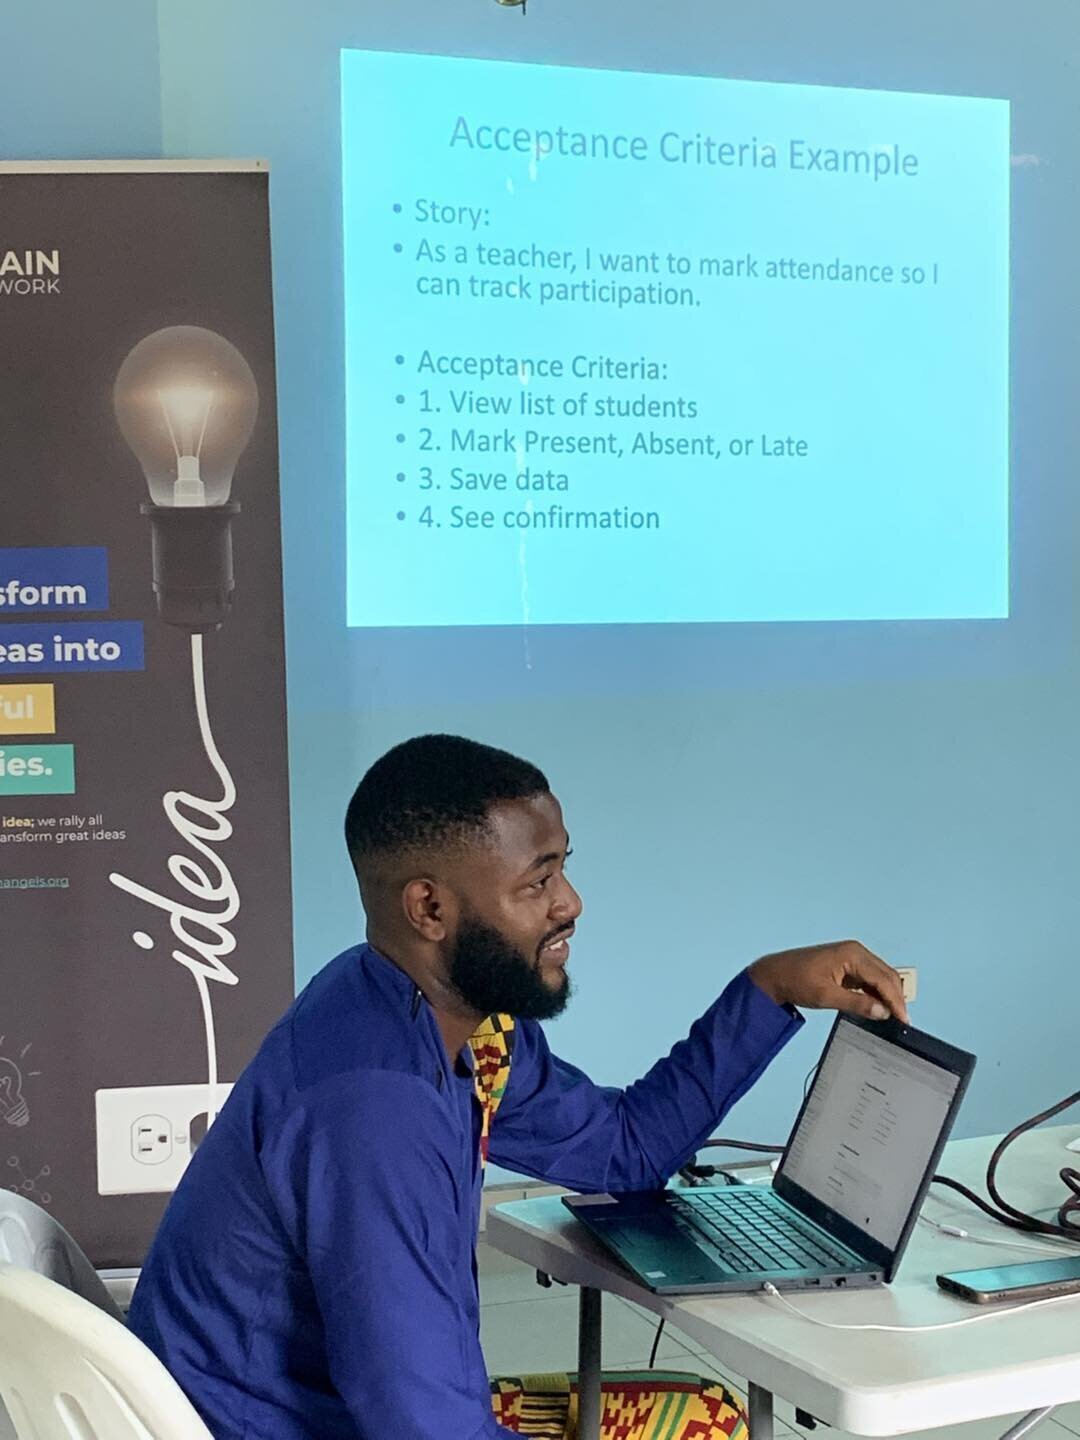 Acceptance Criteria Example
• Story:
• As a teacher, I want to mark attendance so I
can track participation.
• Acceptance Criteria:
• 1. View list of students
• 2. Mark Present, Absent, or Late
• 3. Save data
• 4. See confirmation
AIN
WORK
sform
eas into
ful
ies.
idea; we rally all
ansform great ideas
angels.org
idea